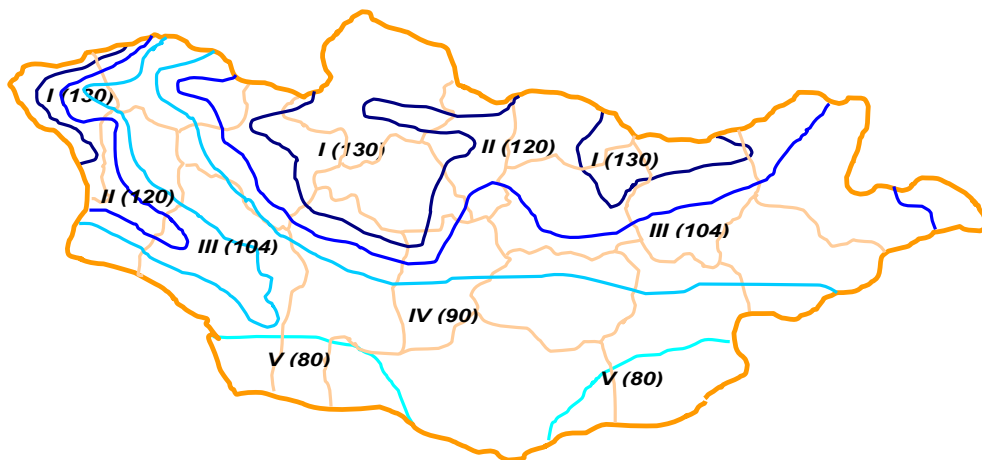 I (130)
I (130)
II (120)
I (130)
II (120)
III (104)
III (104)
IV (90)
V (80)
V (80)